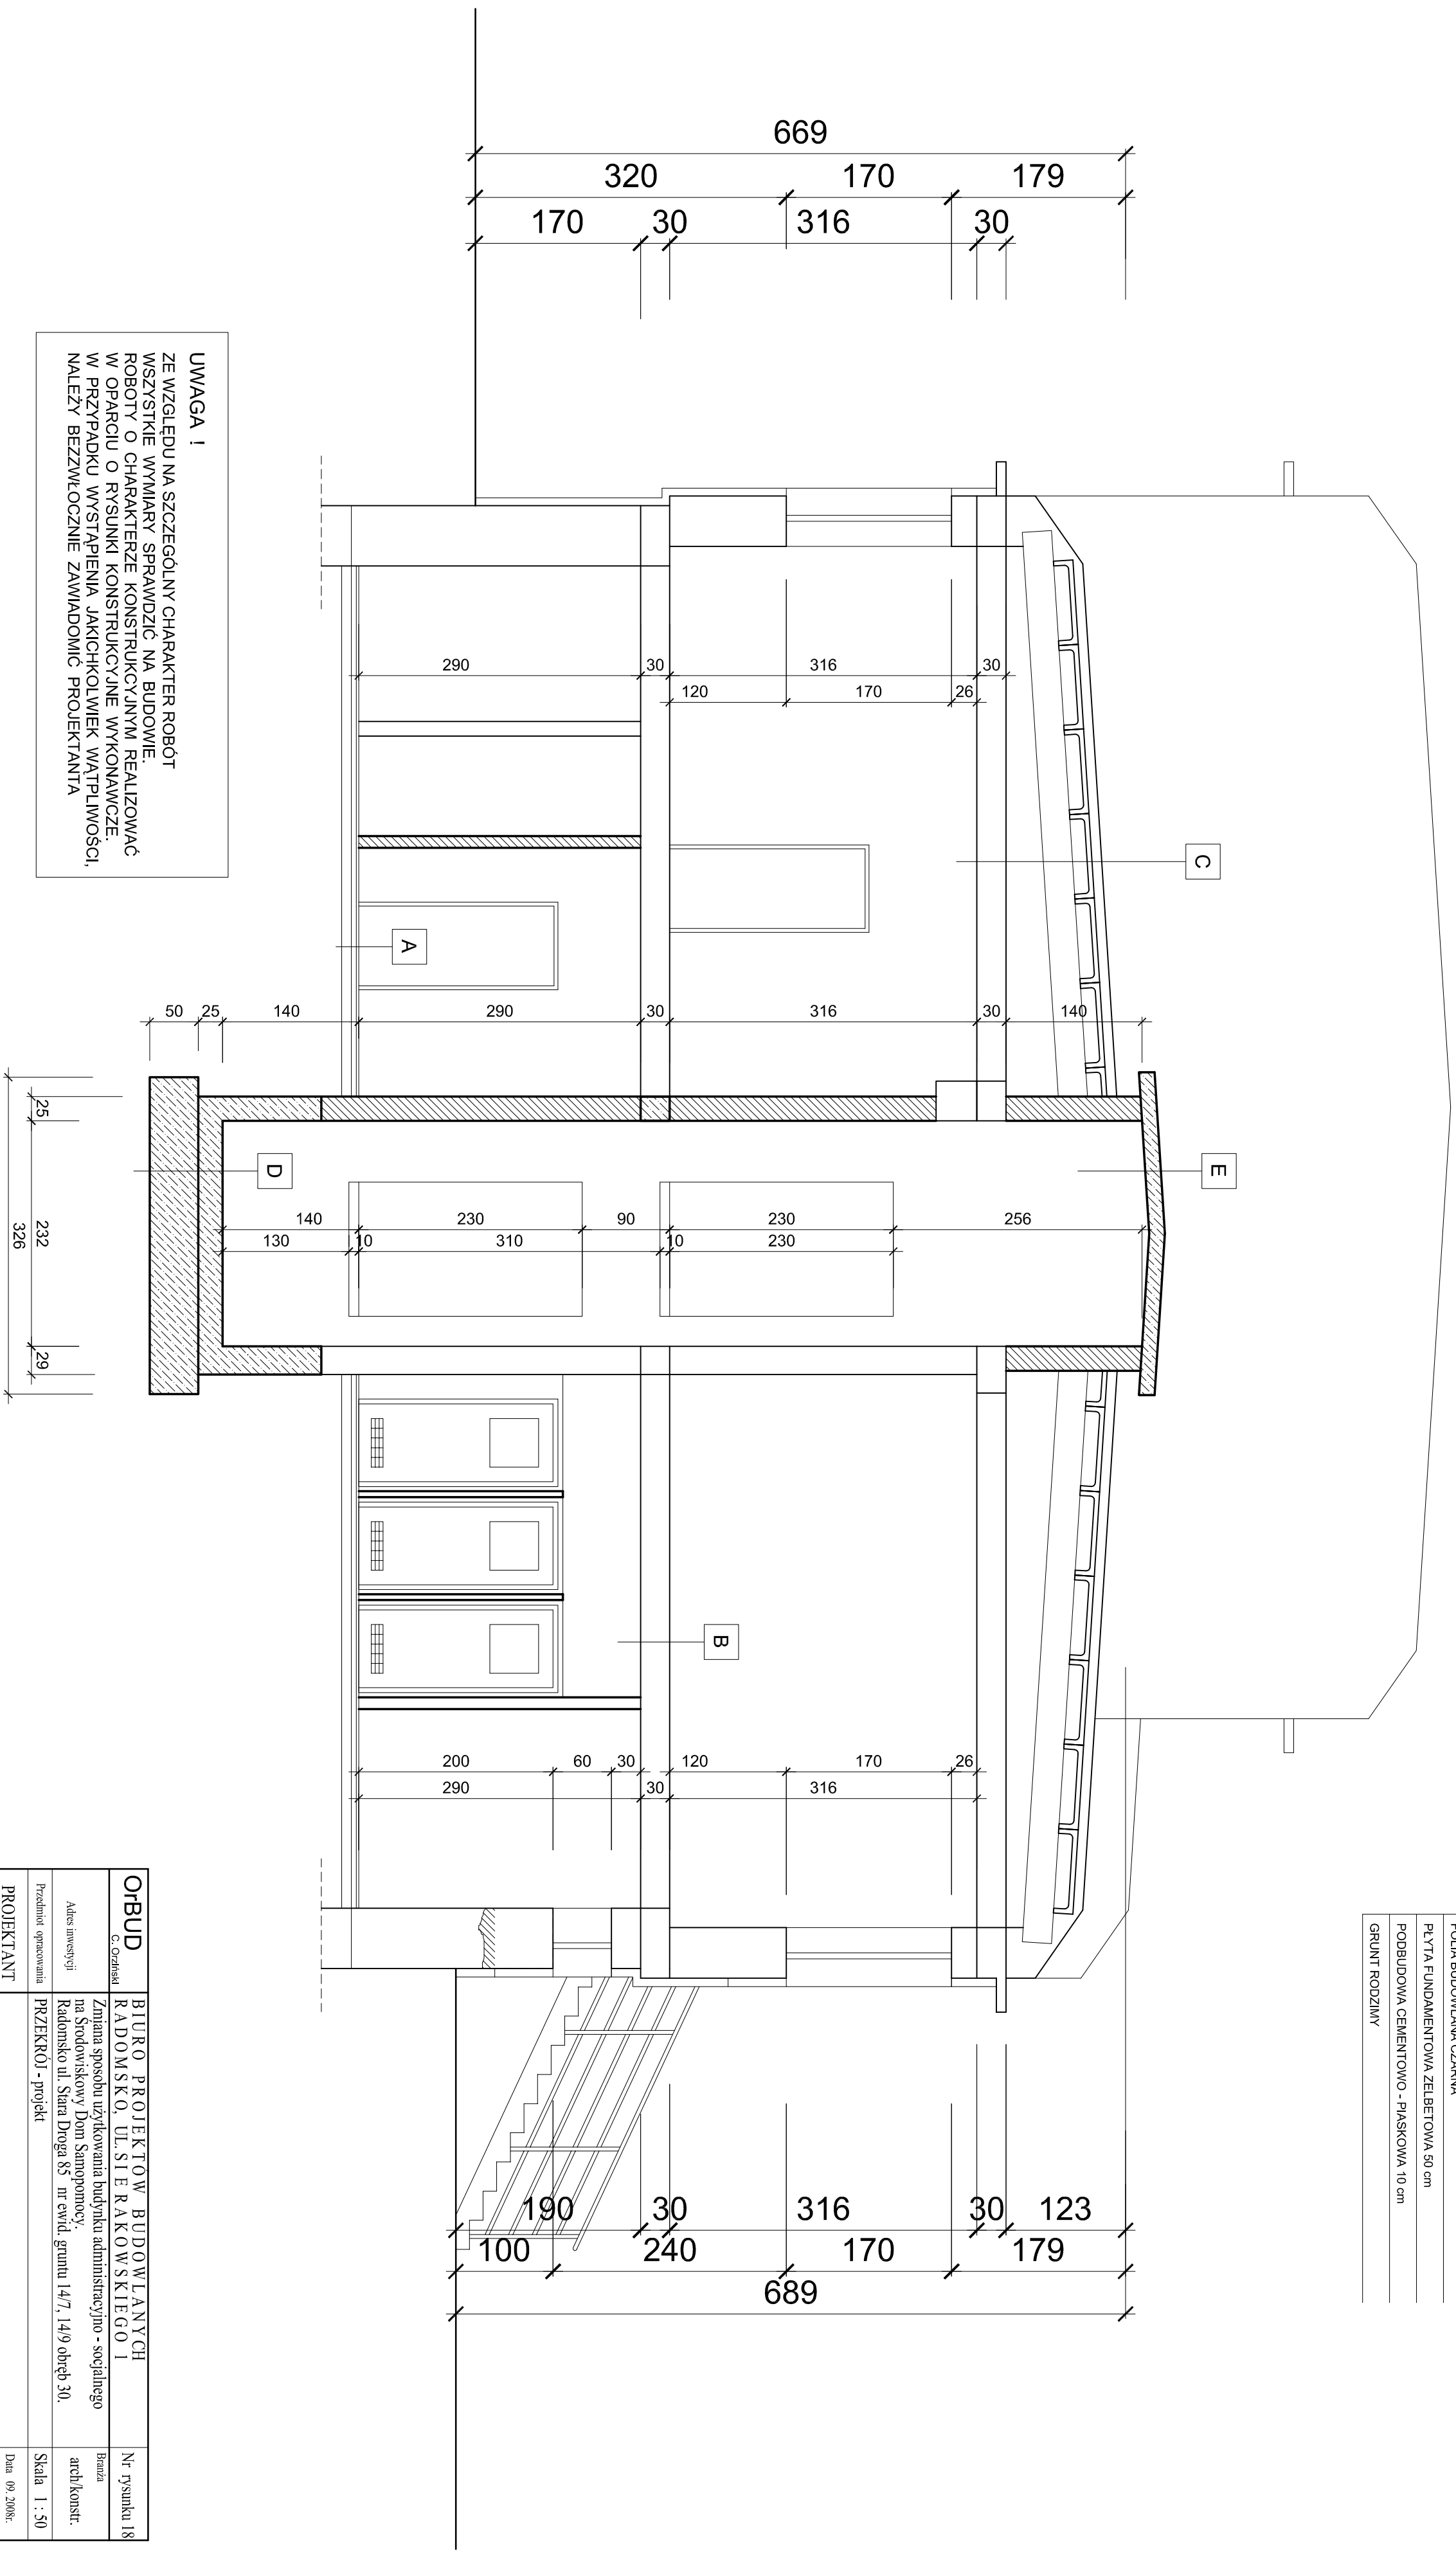 669
320 170 179
170 30 316 30
UWAGA !
ZE WZGLĘDU NA SZCZEGÓLNY CHARAKTER ROBÓT
WSZYSTKIE WYMIARY SPRAWDZIĆ NA BUDOWIE.
ROBOTY O CHARAKTERZE KONSTRUKCYJNYM REALIZOWAĆ
W OPARCIU O RYSUNKI KONSTRUKCYJNE WYKONAWCZE.
W PRZYPADKU WYSTĄPIENIA JAKICHKOLWIEK WĄTPLIWOŚCI,
NALEŻY BEZZWŁOCZNIE ZAWIADOMIĆ PROJEKTANTA
290 30 316 30
120 170 26
C
A
50 25 140 290 30 316 30 140
25
232
29
326
D
E
140 230 90 230 256
130 10 310 10 230
B
200 60 30 120 170 26
290 30 316
190 30 316 30 123
100 240 170 179
689
PŁYTA FUNDAMENTOWA ZELBETOWA 50 cm
PODBUDOWA CEMENTOWO - PIASKOWA 10 cm
GRUNT RODZIMY
OrBUD
C. Orziński
BIURO PROJEKTÓW BUDOWLANYCH
RADOMSKO, UL. SIERAKOWSKIEGO 1
Nr rysunku 18
Adres inwestycji
Zmiana sposobu użytkowania budynku administracyjno - socjalnego
na Środowiskowy Dom Samopomocy.
Radomsko ul. Stara Droga 85 nr ewid. gruntu 14/7, 14/9 obręb 30.
Branża
arch/konstr.
Przedmiot opracowania
PRZEKRÓJ - projekt
Skala 1 : 50
PROJEKTANT
Data 09. 2008r.